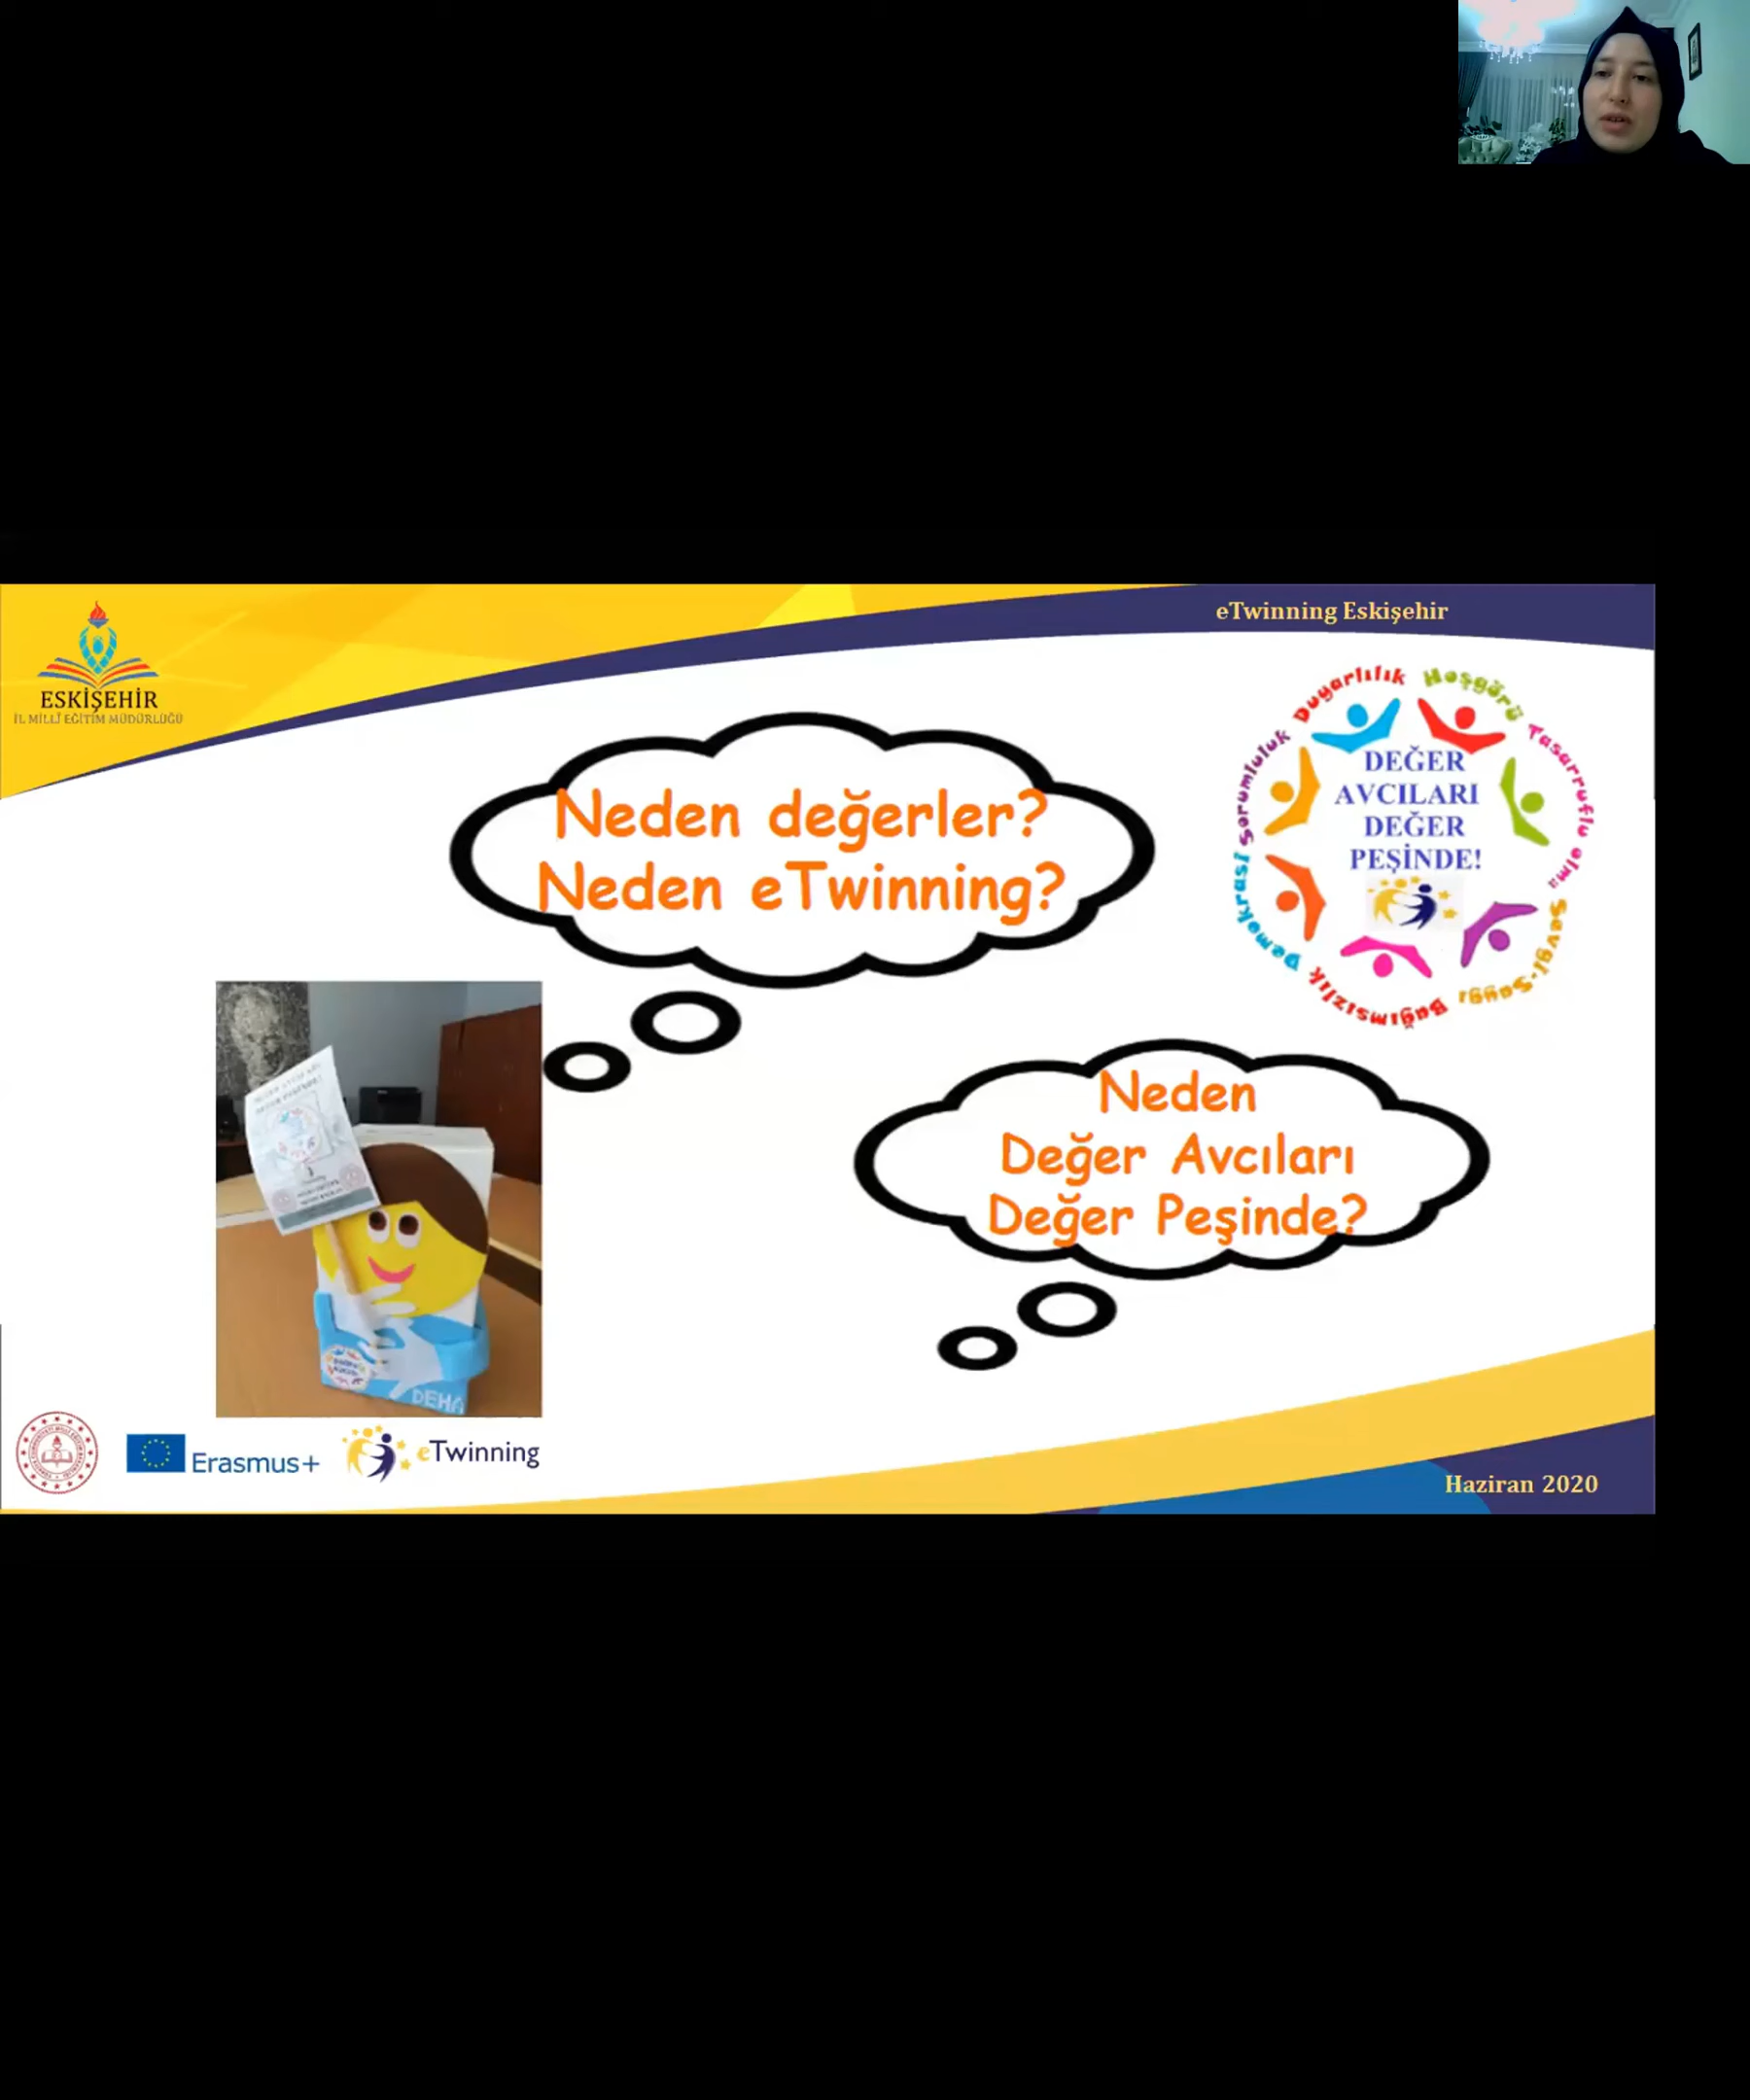 eTwinning Eskişehir
ESKİŞEHİR
İL MİLLÎ EĞİTİM MÜDÜRLÜĞÜ
Neden değerler?
Neden eTwinning?
Duyarlılık Hoşgörü Tasarruflu olma Sevgi-Saygı Bağımsızlık Demokrasi Sorumluluk
DEĞER
AVCILARI
DEĞER
PEŞİNDE!
Neden
Değer Avcıları
Değer Peşinde?
DEHA
Erasmus+
eTwinning
Haziran 2020